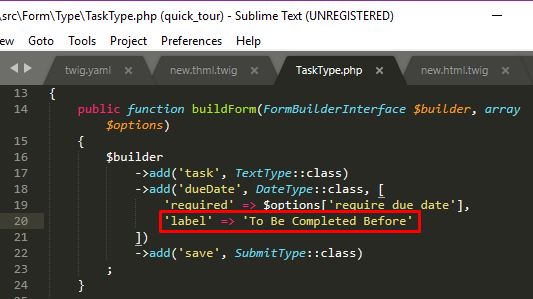 \src\Form\Type\TaskType.php (quick_tour) - Sublime Text (UNREGISTERED)
ew Goto Tools Project Preferences Help
twig.yaml × new.thml.twig × TaskType.php × new.html.twig ×
13 {
14 public function buildForm(FormBuilderInterface $builder, array
$options)
15 {
16 $builder
17 ->add('task', TextType::class)
18 ->add('dueDate', DateType::class, [
19 'required' => $options['require_due_date'],
20 'label' => 'To Be Completed Before'
21 ])
22 ->add('save', SubmitType::class)
23 ;
24 }